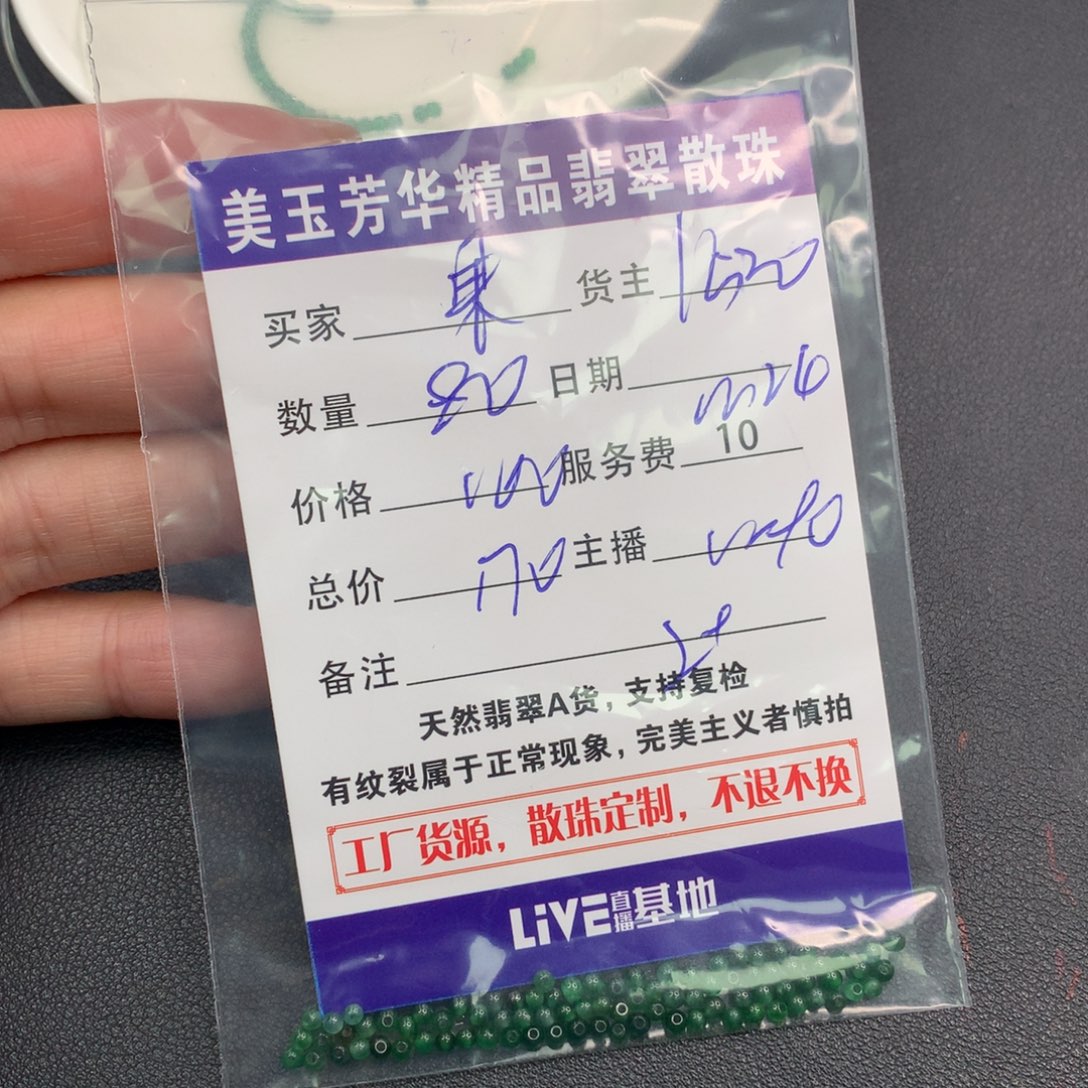 美玉芳华精品翡翠散珠
买家 货主
数量 80 日期
价格 服务费 10
总价 主播
备注
天然翡翠A货，支持复检
有纹裂属于正常现象，完美主义者慎拍
工厂货源，散珠定制，不退不换
LiVE直播基地